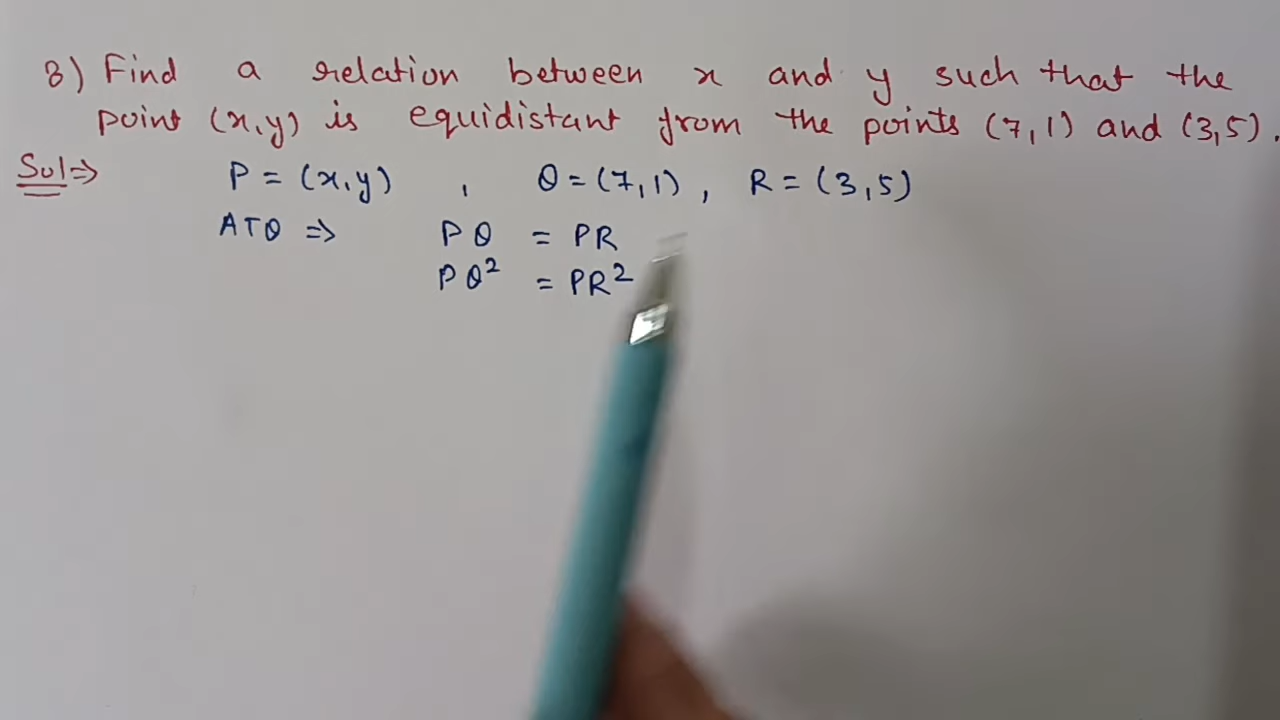 8) Find a relation between x and y such that the
point (x,y) is equidistant from the points (7,1) and (3,5).
Sol⇒ P = (x,y) , Q = (7,1) , R = (3,5)
ATQ ⇒ PQ = PR
PQ² = PR²